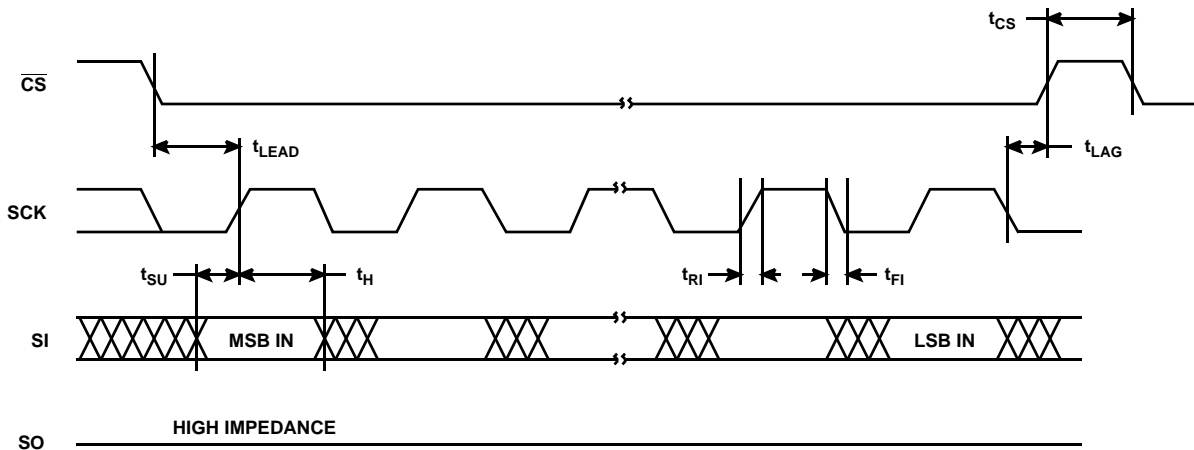 tCS
CS
tLEAD
tLAG
SCK
tSU
tH
tRI
tFI
SI
MSB IN
LSB IN
HIGH IMPEDANCE
SO